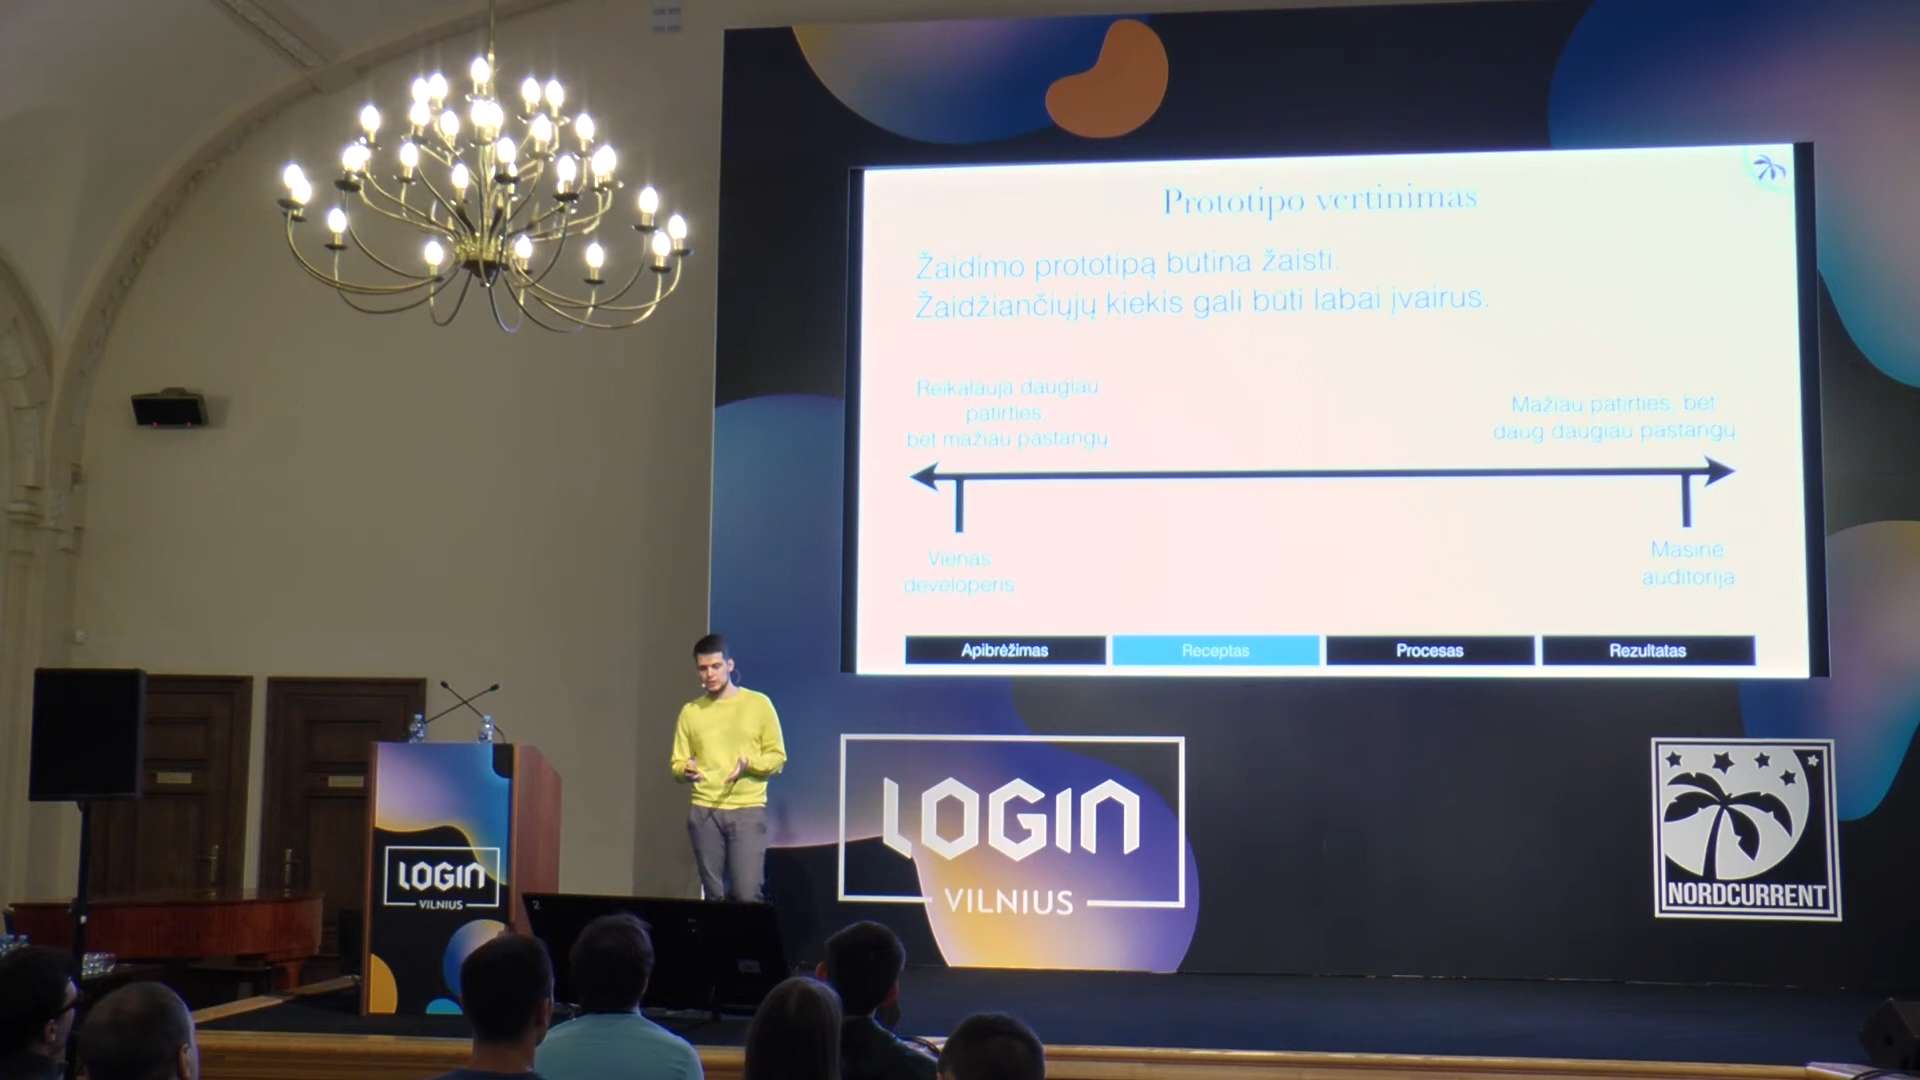 Prototipo vertinimas
Žaidimo prototipą būtina žaisti.
Žaidžiančiųjų kiekis gali būti labai įvairus.
Reikalauja daugiau
patirties,
bet mažiau pastangų
Mažiau patirties, bet
daug daugiau pastangų
Vienas
developeris
Masinė
auditorija
Apibrėžimas
Receptas
Procesas
Rezultatas
LOGIN
VILNIUS
NORDCURRENT
LOGIN
VILNIUS
2